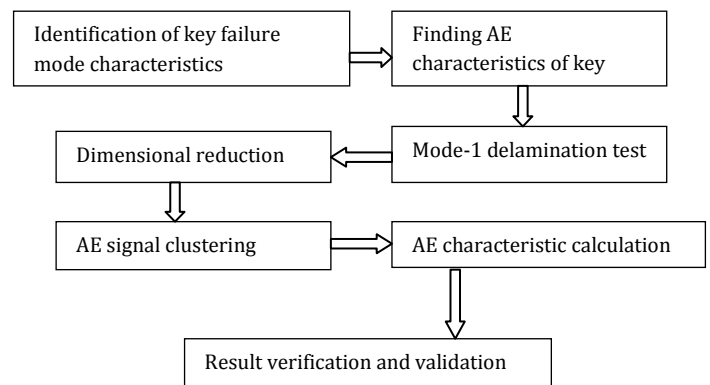 Identification of key failure
mode characteristics
Finding AE
characteristics of key
Mode-1 delamination test
Dimensional reduction
AE signal clustering
AE characteristic calculation
Result verification and validation